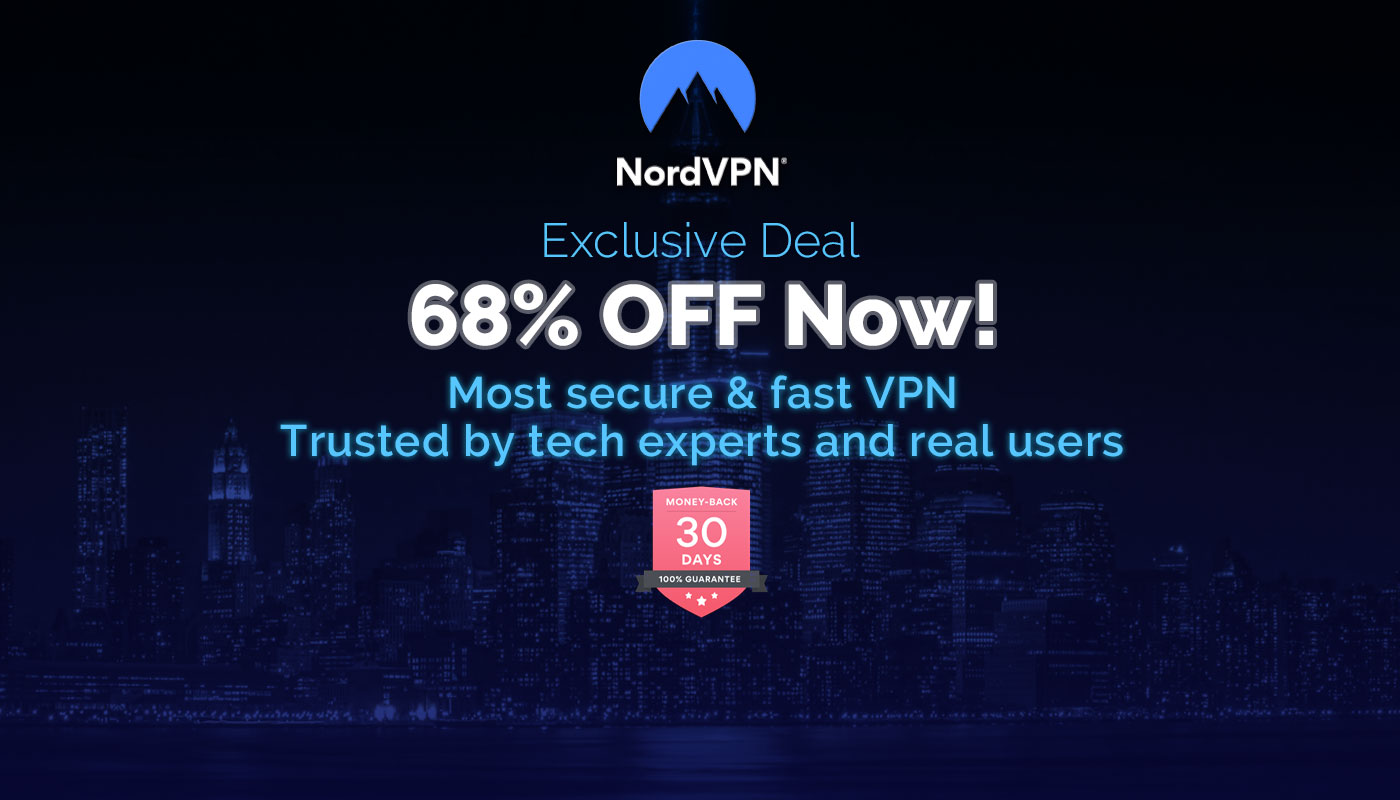 NordVPN®
Exclusive Deal
68% OFF Now!
Most secure & fast VPN
Trusted by tech experts and real users
MONEY-BACK
30
DAYS
100% GUARANTEE